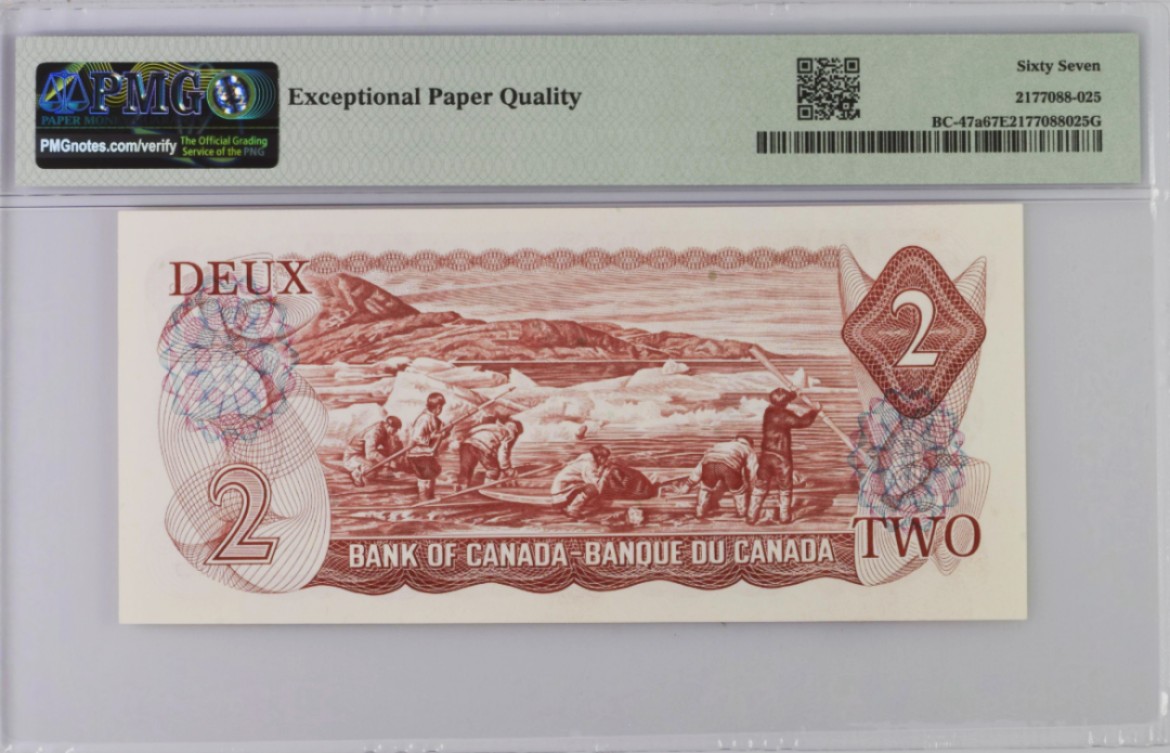 PMG
PAPER MONEY
PMGnotes.com/verify
The Official Grading
Service of the PNG
Exceptional Paper Quality
Sixty Seven
2177088-025
BC-47a67E2177088025G
DEUX
2
2
BANK OF CANADA-BANQUE DU CANADA
TWO